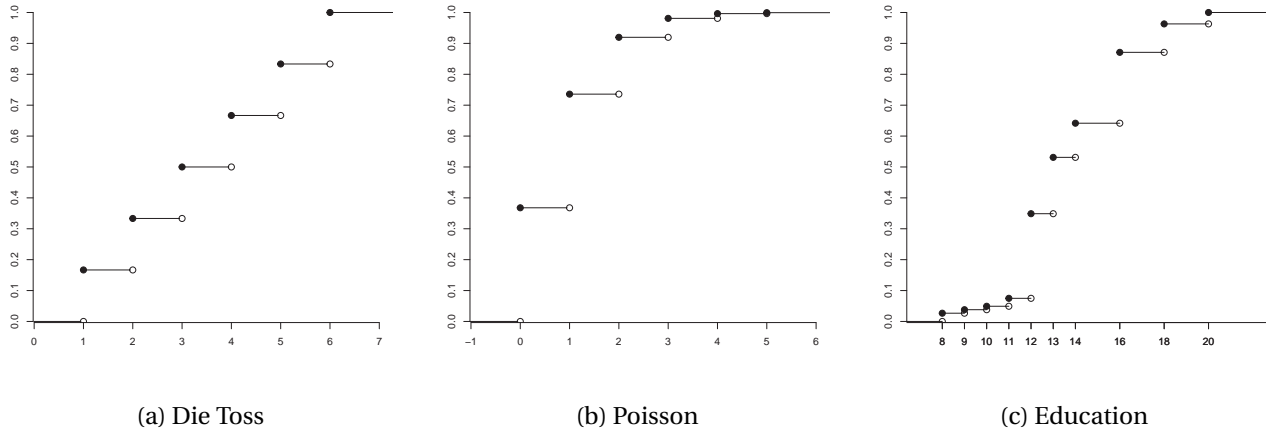 0.0 0.1 0.2 0.3 0.4 0.5 0.6 0.7 0.8 0.9 1.0
0 1 2 3 4 5 6 7
(a) Die Toss
0.0 0.1 0.2 0.3 0.4 0.5 0.6 0.7 0.8 0.9 1.0
−1 0 1 2 3 4 5 6
(b) Poisson
0.0 0.1 0.2 0.3 0.4 0.5 0.6 0.7 0.8 0.9 1.0
8 9 10 11 12 13 14 16 18 20
(c) Education